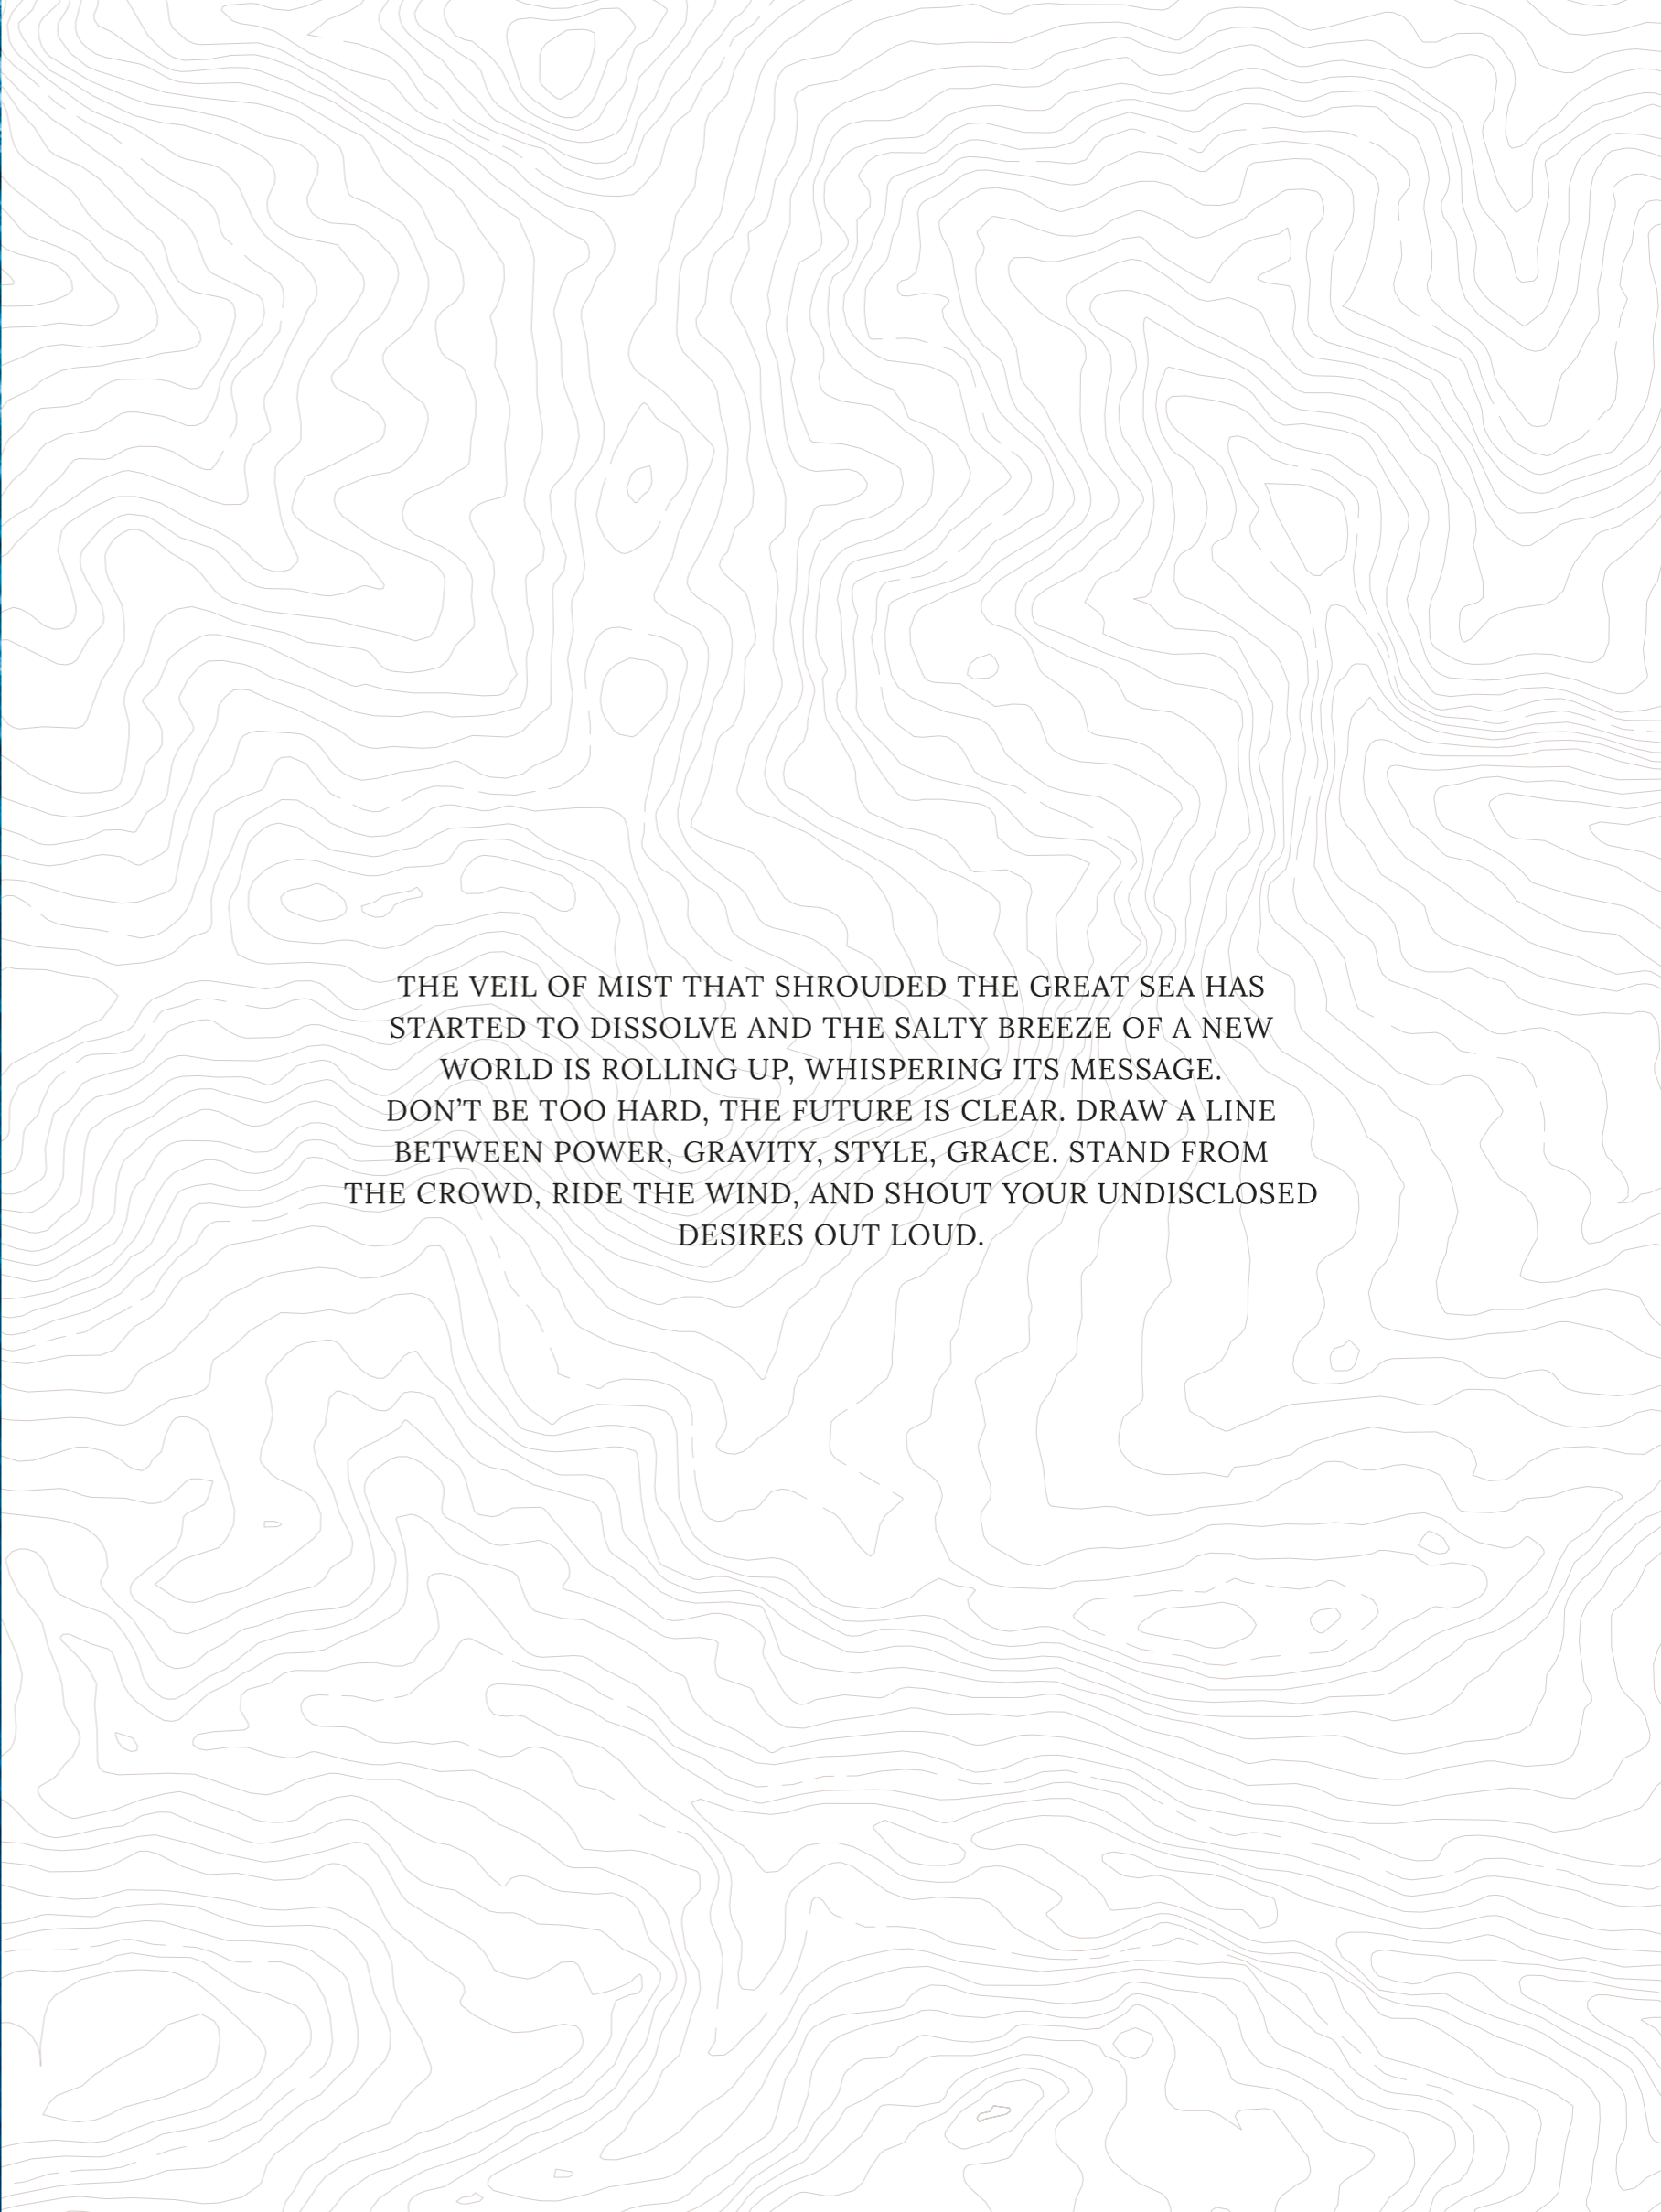 THE VEIL OF MIST THAT SHROUDED THE GREAT SEA HAS
STARTED TO DISSOLVE AND THE SALTY BREEZE OF A NEW
WORLD IS ROLLING UP, WHISPERING ITS MESSAGE.
DON’T BE TOO HARD, THE FUTURE IS CLEAR. DRAW A LINE
BETWEEN POWER, GRAVITY, STYLE, GRACE. STAND FROM
THE CROWD, RIDE THE WIND, AND SHOUT YOUR UNDISCLOSED
DESIRES OUT LOUD.